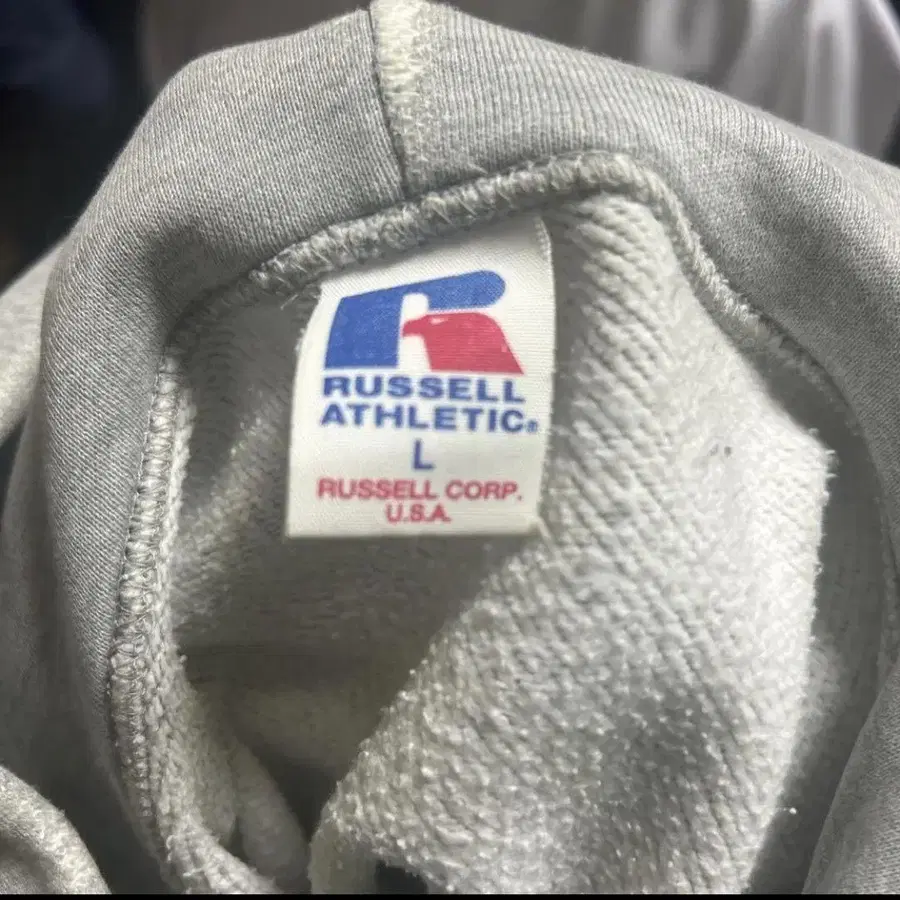 RUSSELL
ATHLETIC®
L
RUSSELL CORP.
U.S.A.